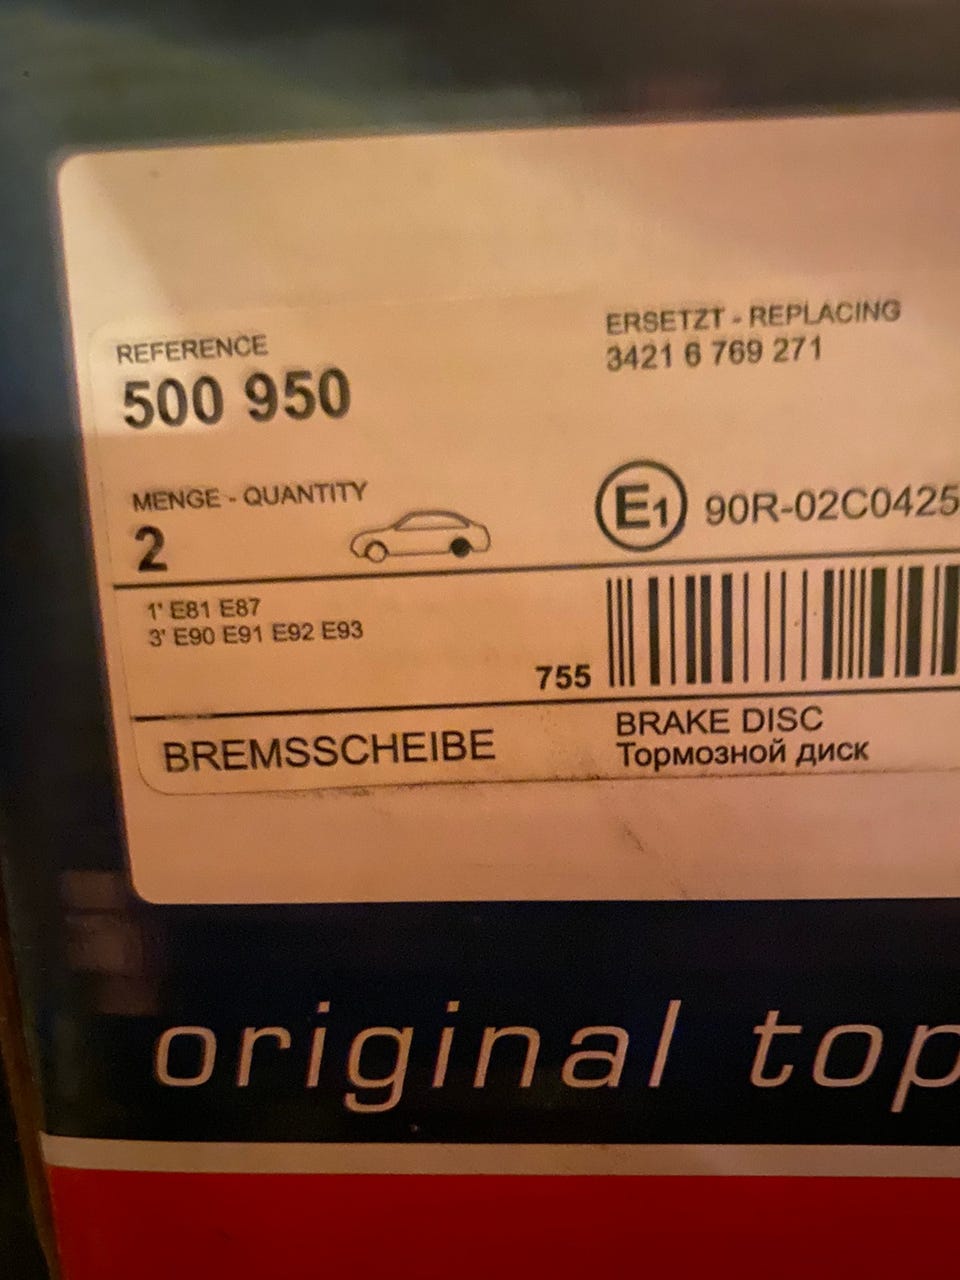 REFERENCE
500 950
ERSETZT - REPLACING
3421 6 769 271
MENGE - QUANTITY
2
E1 90R-02C0425
1' E81 E87
3' E90 E91 E92 E93
755
BREMSSCHEIBE
BRAKE DISC
Тормозной диск
original top